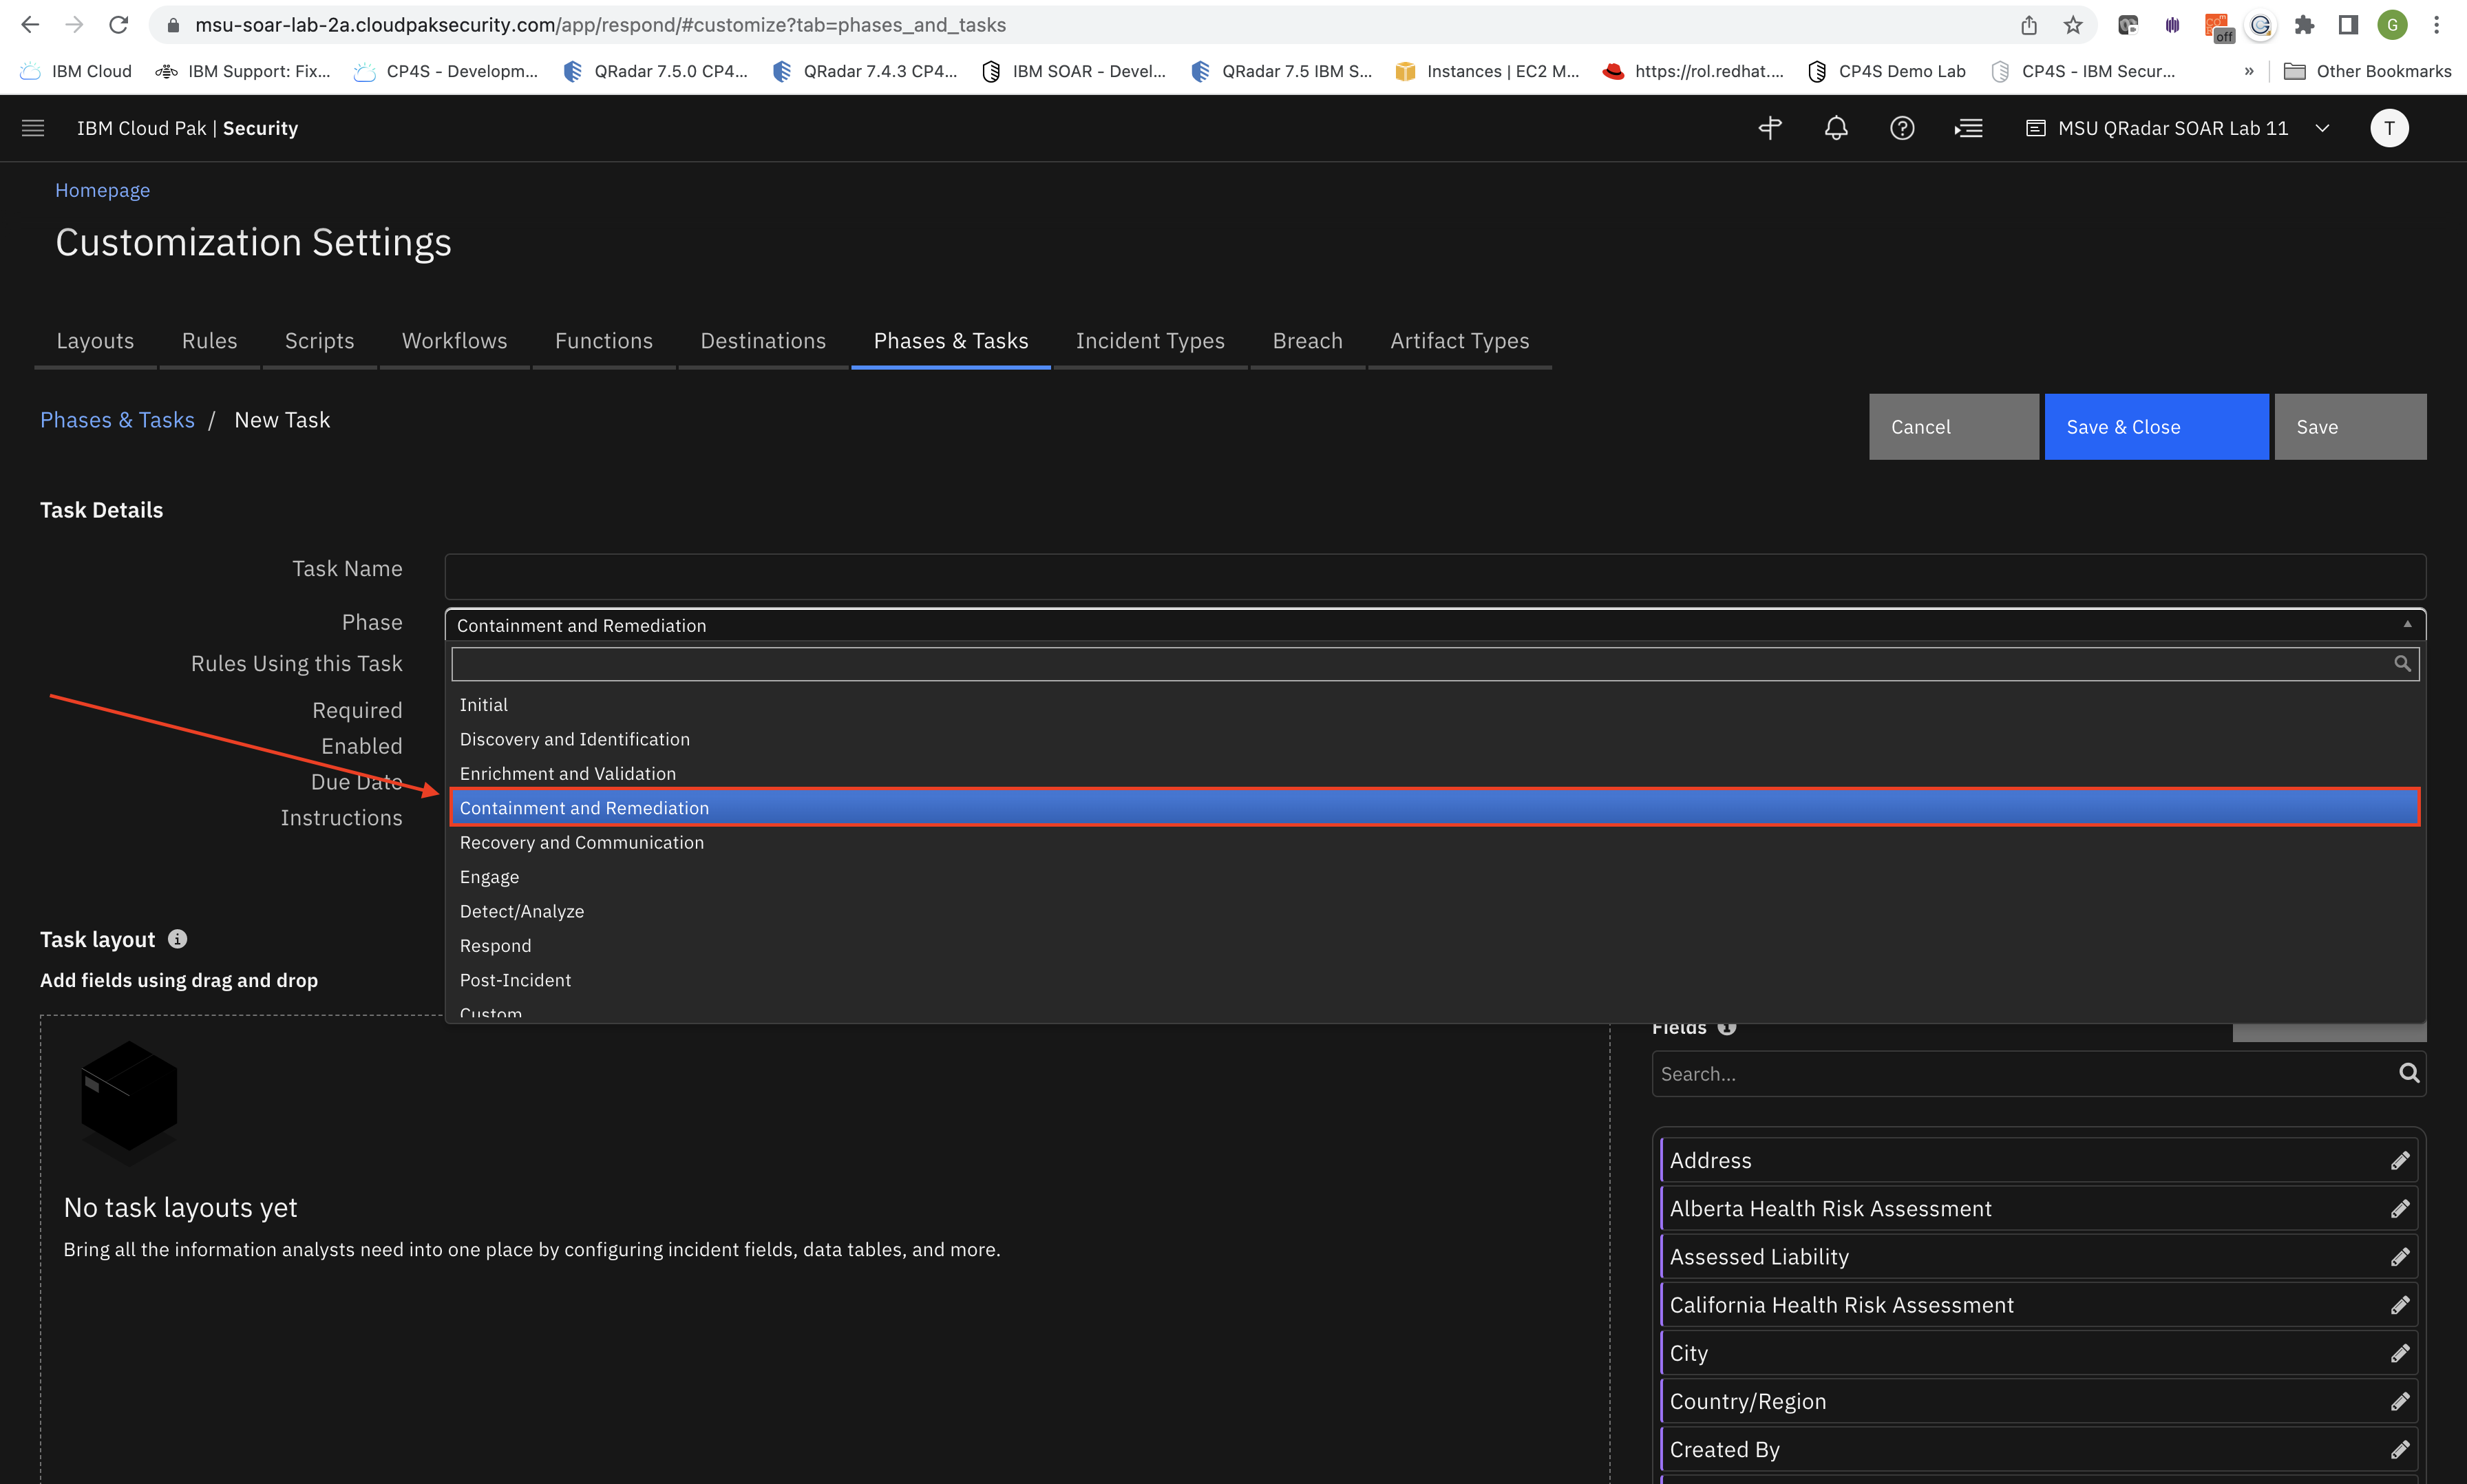 msu-soar-lab-2a.cloudpaksecurity.com/app/respond/#customize?tab=phases_and_tasks
off
G
IBM Cloud
IBM Support: Fix...
CP4S - Developm...
QRadar 7.5.0 CP4...
QRadar 7.4.3 CP4...
IBM SOAR - Devel...
QRadar 7.5 IBM S...
Instances | EC2 M...
https://rol.redhat....
CP4S Demo Lab
CP4S - IBM Secur...
»
Other Bookmarks
IBM Cloud Pak | Security
MSU QRadar SOAR Lab 11
T
Homepage
Customization Settings
Layouts
Rules
Scripts
Workflows
Functions
Destinations
Phases & Tasks
Incident Types
Breach
Artifact Types
Phases & Tasks / New Task
Cancel
Save & Close
Save
Task Details
Task Name
Phase
Containment and Remediation
Rules Using this Task
Required
Enabled
Due Date
Instructions
Initial
Discovery and Identification
Enrichment and Validation
Containment and Remediation
Recovery and Communication
Engage
Detect/Analyze
Respond
Post-Incident
Custom
Task layout
Add fields using drag and drop
No task layouts yet
Bring all the information analysts need into one place by configuring incident fields, data tables, and more.
Fields
Search...
Address
Alberta Health Risk Assessment
Assessed Liability
California Health Risk Assessment
City
Country/Region
Created By